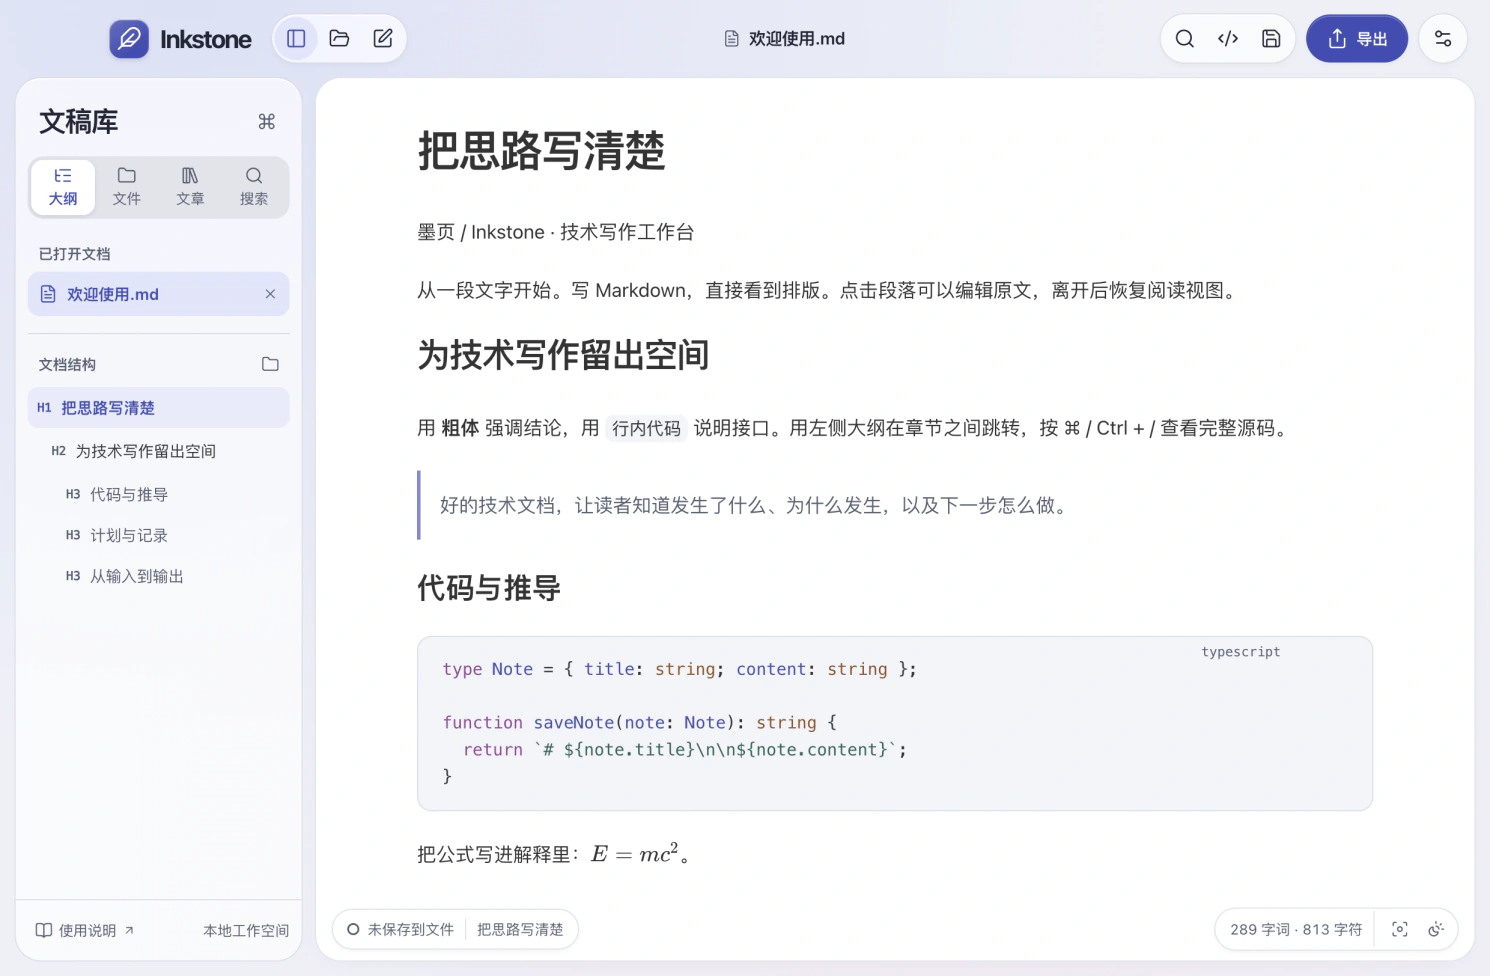 Inkstone
欢迎使用.md
导出
文稿库
⌘
大纲
文件
文章
搜索
已打开文档
欢迎使用.md
文档结构
H1 把思路写清楚
H2 为技术写作留出空间
H3 代码与推导
H3 计划与记录
H3 从输入到输出
使用说明 ↗
本地工作空间
把思路写清楚
墨页 / Inkstone · 技术写作工作台
从一段文字开始。写 Markdown，直接看到排版。点击段落可以编辑原文，离开后恢复阅读视图。
为技术写作留出空间
用 粗体 强调结论，用 行内代码 说明接口。用左侧大纲在章节之间跳转，按 ⌘ / Ctrl + / 查看完整源码。
好的技术文档，让读者知道发生了什么、为什么发生，以及下一步怎么做。
代码与推导
typescript
type Note = { title: string; content: string };
function saveNote(note: Note): string {
  return `# ${note.title}\n\n${note.content}`;
}
把公式写进解释里：E = mc²。
未保存到文件
把思路写清楚
289 字词 · 813 字符